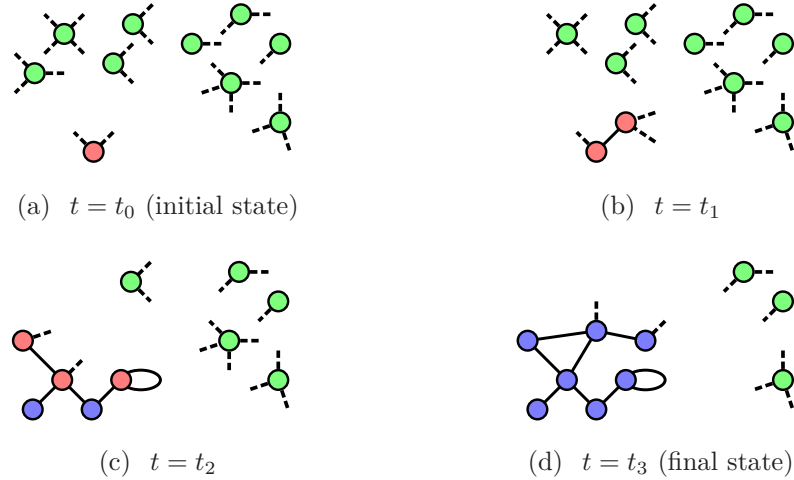 (a) t = t₀ (initial state)
(b) t = t₁
(c) t = t₂
(d) t = t₃ (final state)